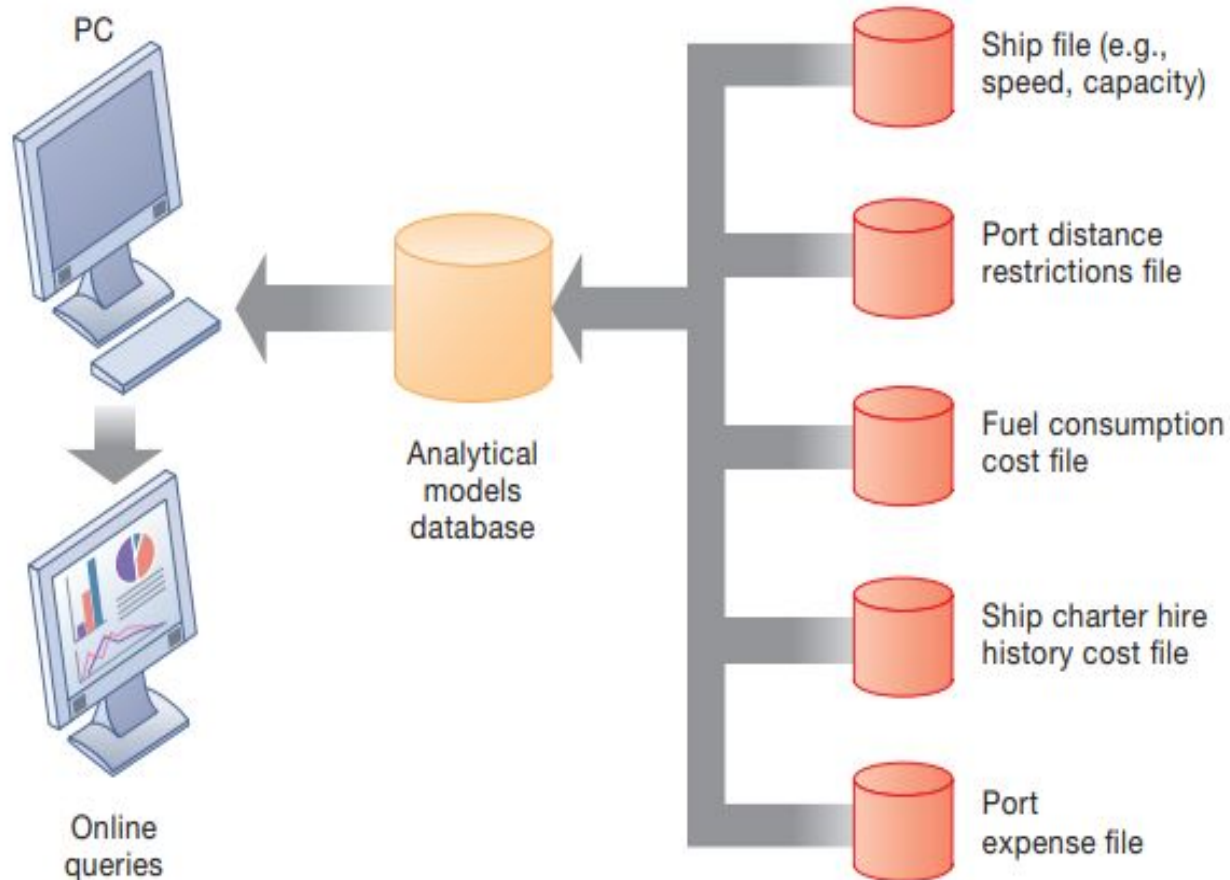 PC
Ship file (e.g.,
speed, capacity)
Port distance
restrictions file
Fuel consumption
cost file
Analytical
models
database
Ship charter hire
history cost file
Port
expense file
Online
queries